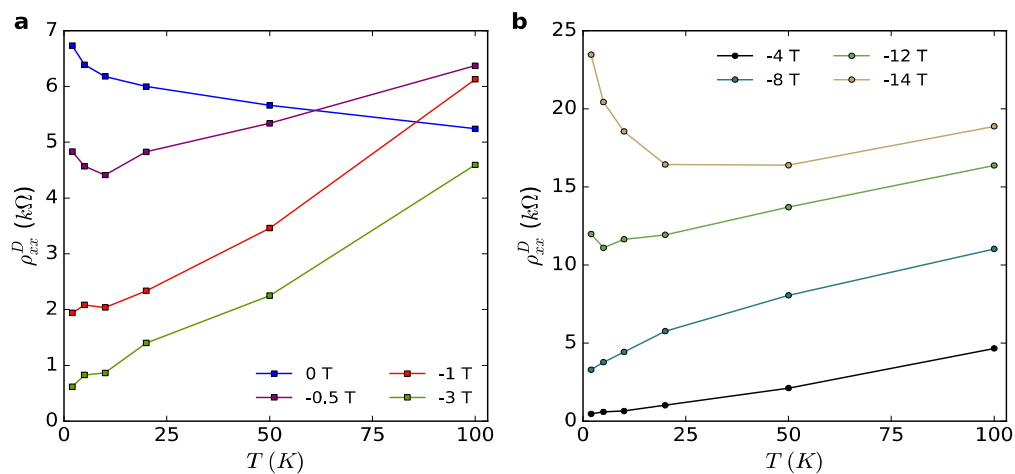 a
7
6
5
4
3
2
1
0
ρ^D_xx (kΩ)
0 T
-0.5 T
-1 T
-3 T
0 25 50 75 100
T (K)
b
25
20
15
10
5
0
ρ^D_xx (kΩ)
-4 T
-8 T
-12 T
-14 T
0 25 50 75 100
T (K)